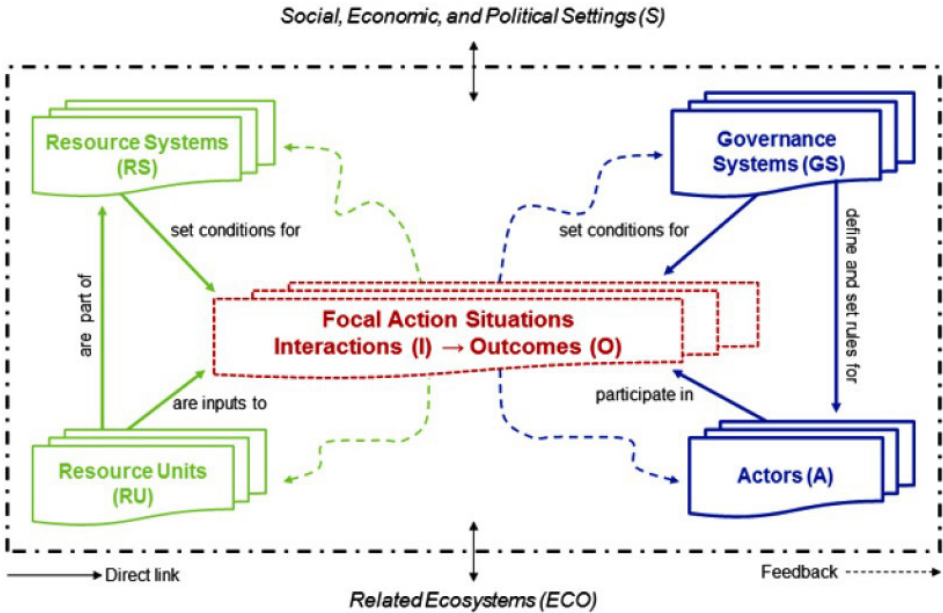 Social, Economic, and Political Settings (S)
Resource Systems
(RS)
Governance
Systems (GS)
set conditions for
set conditions for
are part of
define and set rules for
Focal Action Situations
Interactions (I) → Outcomes (O)
are inputs to
participate in
Resource Units
(RU)
Actors (A)
Direct link
Feedback
Related Ecosystems (ECO)